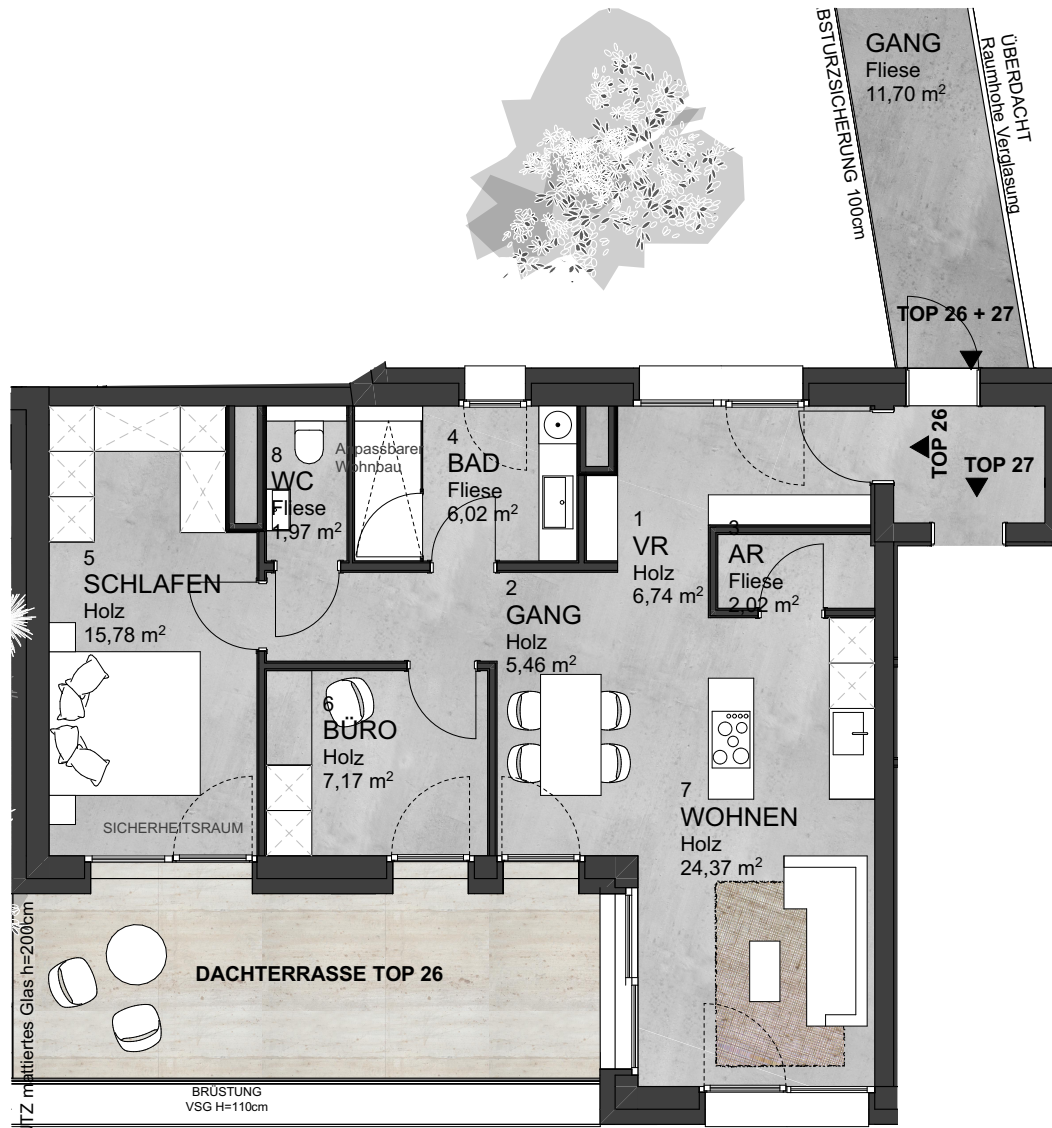 GANG
Fliese
11,70 m²
ÜBERDACHT
Raumhohe Verglasung
BSTURZSICHERUNG 100cm
TOP 26 + 27
TOP 26
TOP 27
8
WC
Fliese
1,97 m²
Anpassbarer
Wohnbau
4
BAD
Fliese
6,02 m²
1
VR
Holz
6,74 m²
3
AR
Fliese
2,02 m²
5
SCHLAFEN
Holz
15,78 m²
2
GANG
Holz
5,46 m²
6
BÜRO
Holz
7,17 m²
7
WOHNEN
Holz
24,37 m²
SICHERHEITSRAUM
DACHTERRASSE TOP 26
TZ mattiertes Glas h=200cm
BRÜSTUNG
VSG H=110cm